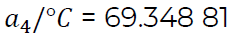 a₄/°C = 69.348 81